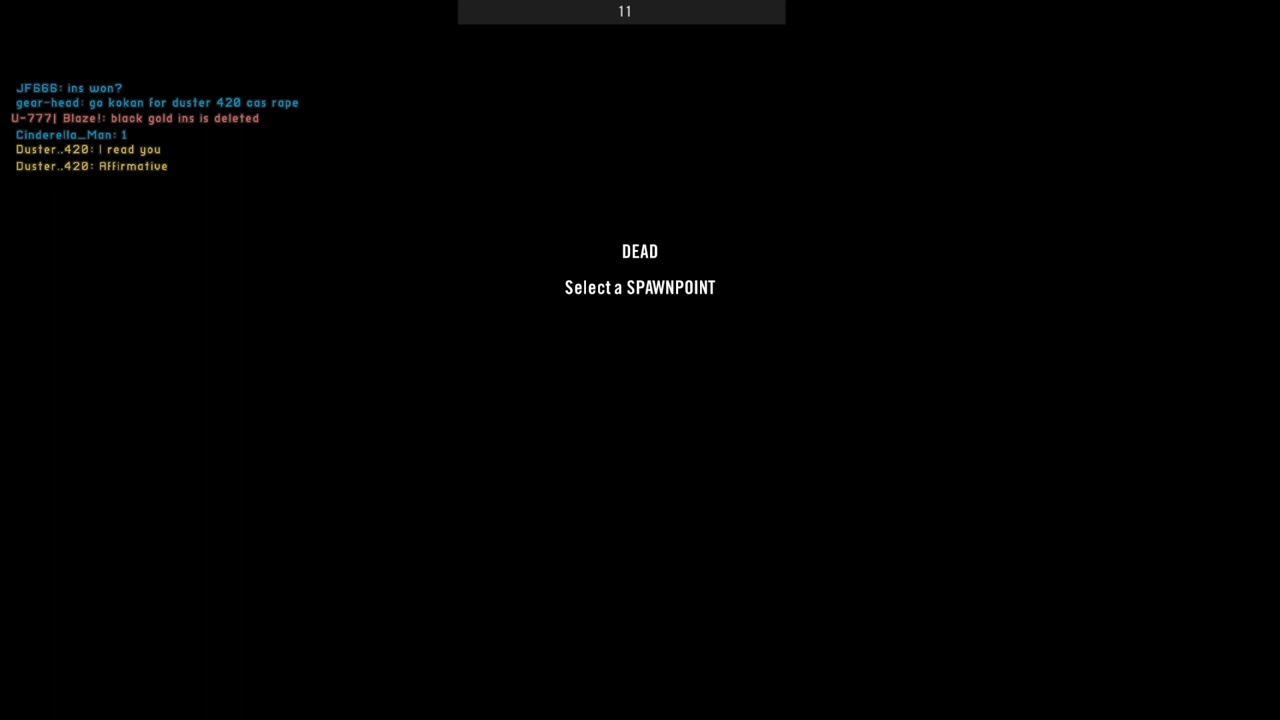 11
JF666: ins won?
gear-head: go kokan for duster 420 cas rape
U-777| Blaze!: black gold ins is deleted
Cinderella_Man: 1
Duster..420: I read you
Duster..420: Affirmative
DEAD
Select a SPAWNPOINT